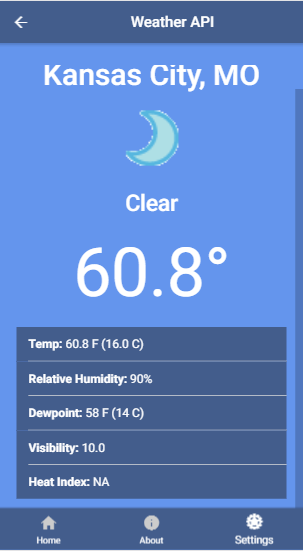 Weather API
Kansas City, MO
Clear
60.8°
Temp: 60.8 F (16.0 C)
Relative Humidity: 90%
Dewpoint: 58 F (14 C)
Visibility: 10.0
Heat Index: NA
Home About Settings